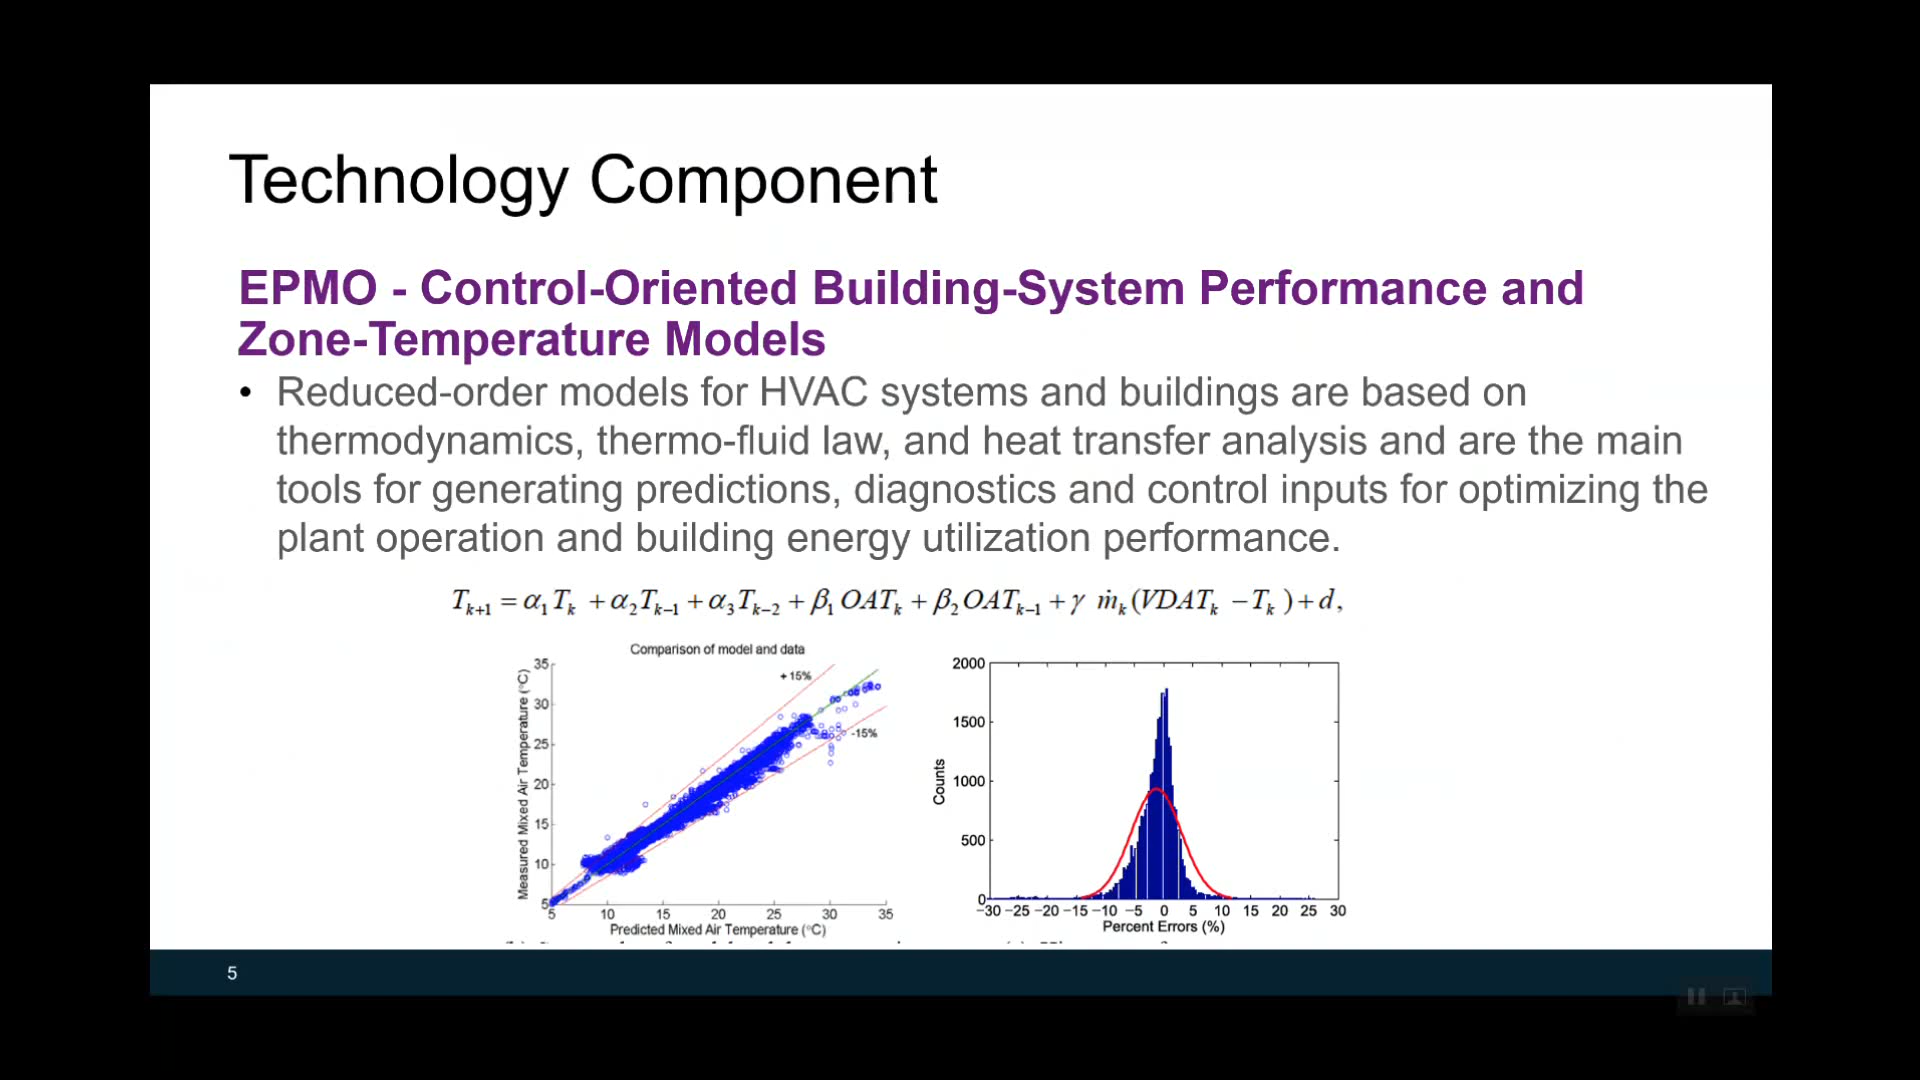 Technology Component
EPMO - Control-Oriented Building-System Performance and
Zone-Temperature Models
• Reduced-order models for HVAC systems and buildings are based on
thermodynamics, thermo-fluid law, and heat transfer analysis and are the main
tools for generating predictions, diagnostics and control inputs for optimizing the
plant operation and building energy utilization performance.
T_{k+1} = α_1 T_k + α_2 T_{k−1} + α_3 T_{k−2} + β_1 OAT_k + β_2 OAT_{k−1} + γ ṁ_k (VDAT_k − T_k) + d,
Comparison of model and data
Measured Mixed Air Temperature (°C)
35
30
25
20
15
10
5
+ 15%
-15%
5 10 15 20 25 30 35
Predicted Mixed Air Temperature (°C)
Counts
2000
1500
1000
500
0
−30 −25 −20 −15 −10 −5 0 5 10 15 20 25 30
Percent Errors (%)
5